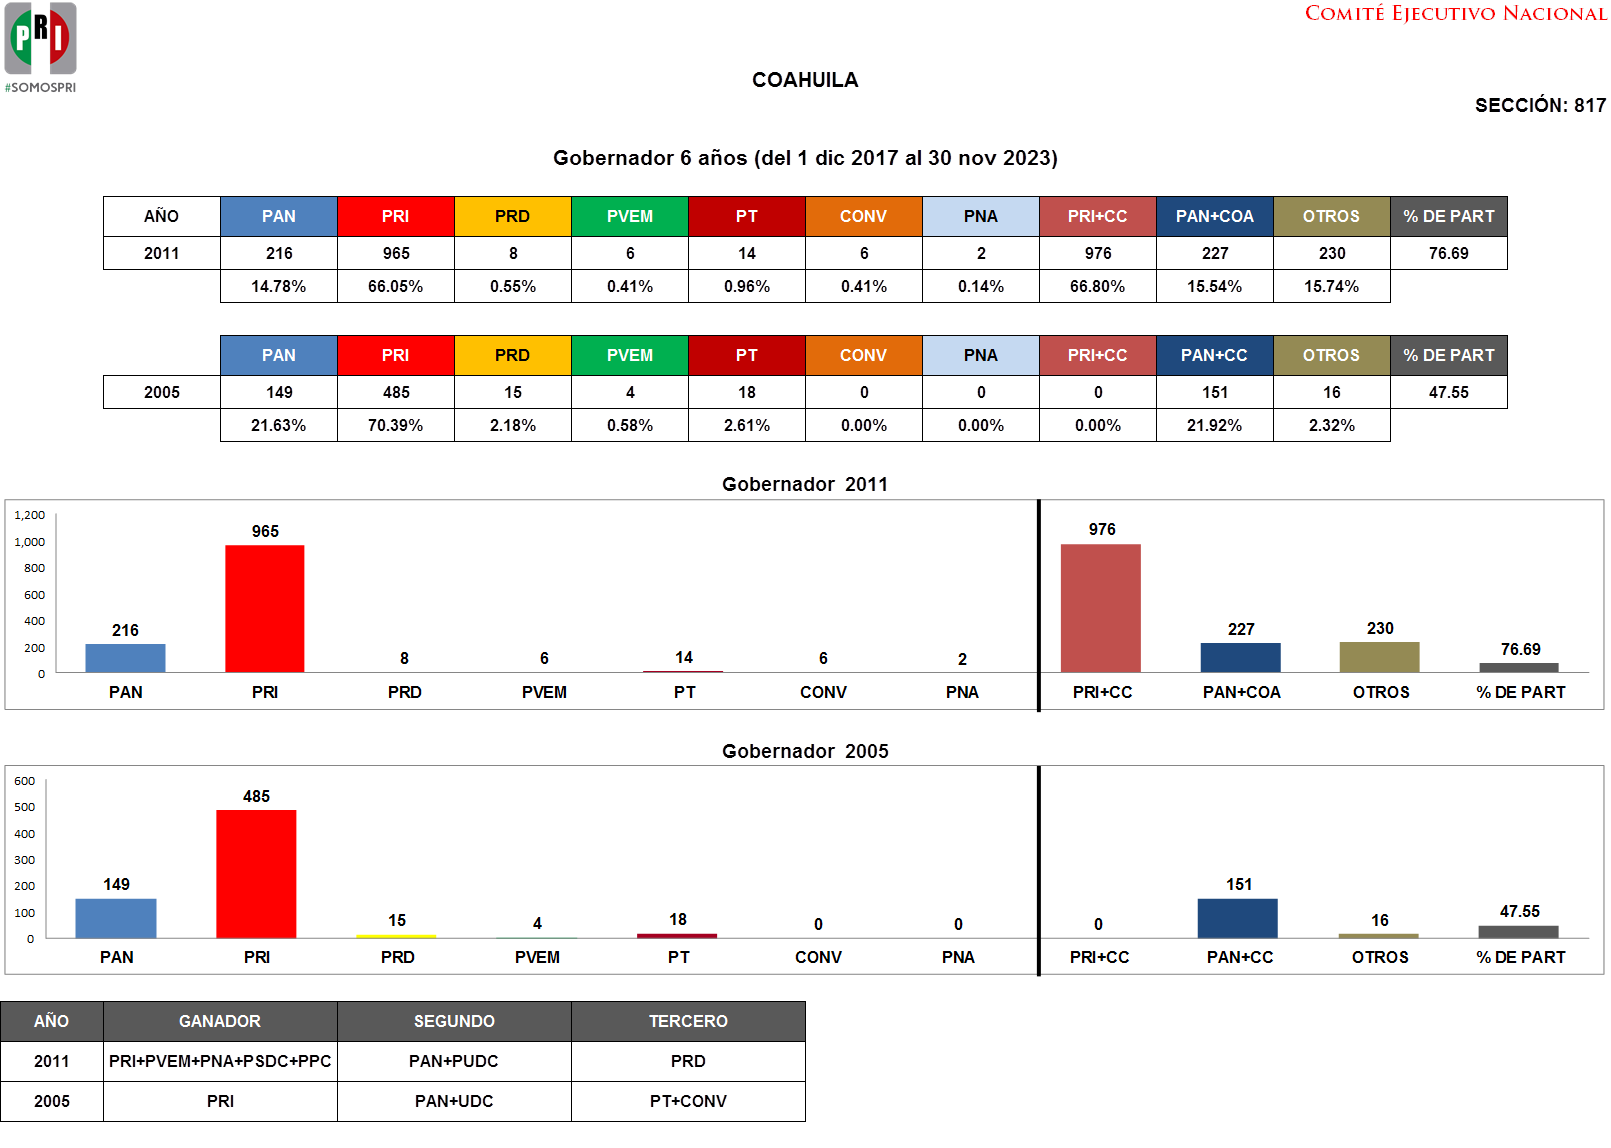 PRI
#SOMOSPRI
COMITÉ EJECUTIVO NACIONAL
COAHUILA
SECCIÓN: 817
Gobernador 6 años (del 1 dic 2017 al 30 nov 2023)
AÑO PAN PRI PRD PVEM PT CONV PNA PRI+CC PAN+COA OTROS % DE PART
2011 216 965 8 6 14 6 2 976 227 230 76.69
14.78% 66.05% 0.55% 0.41% 0.96% 0.41% 0.14% 66.80% 15.54% 15.74%
PAN PRI PRD PVEM PT CONV PNA PRI+CC PAN+CC OTROS % DE PART
2005 149 485 15 4 18 0 0 0 151 16 47.55
21.63% 70.39% 2.18% 0.58% 2.61% 0.00% 0.00% 0.00% 21.92% 2.32%
Gobernador 2011
1,200
1,000
800
600
400
200
0
965 976
216 8 6 14 6 2 227 230 76.69
PAN PRI PRD PVEM PT CONV PNA PRI+CC PAN+COA OTROS % DE PART
Gobernador 2005
600
500
400
300
200
100
0
149 485 15 4 18 0 0 0 151 16 47.55
PAN PRI PRD PVEM PT CONV PNA PRI+CC PAN+CC OTROS % DE PART
AÑO GANADOR SEGUNDO TERCERO
2011 PRI+PVEM+PNA+PSDC+PPC PAN+PUDC PRD
2005 PRI PAN+UDC PT+CONV